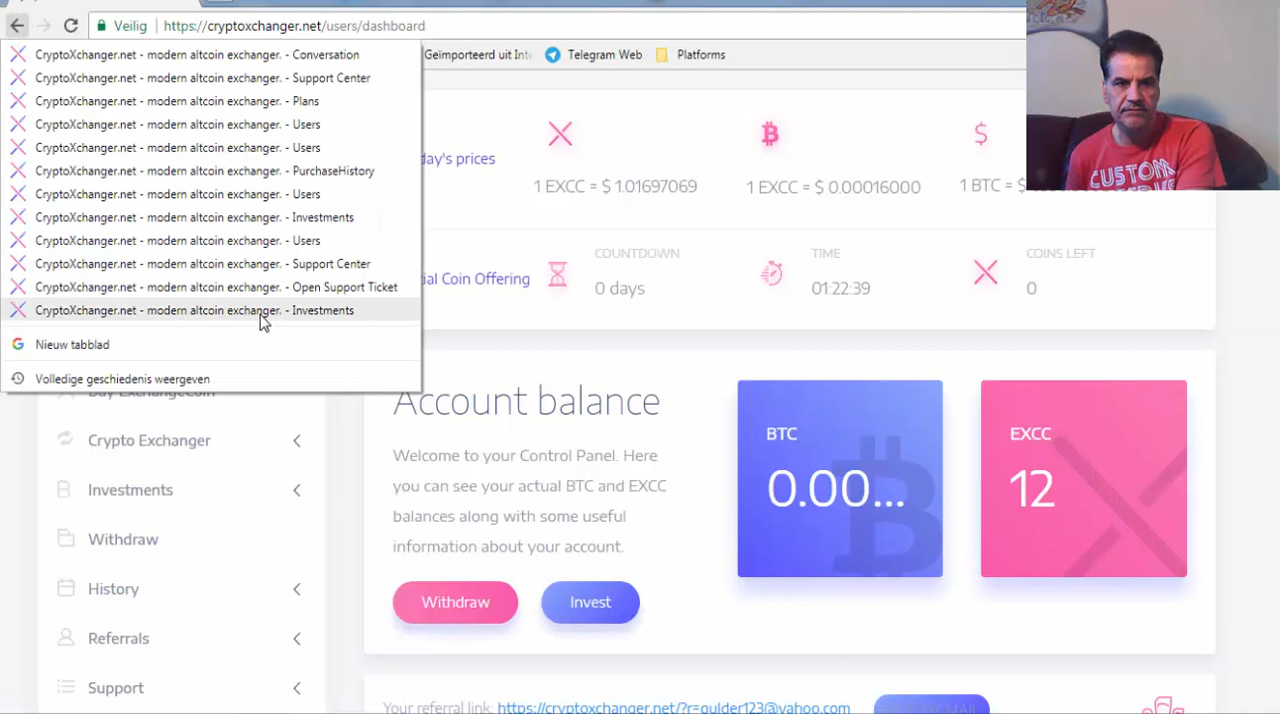 Veilig https://cryptoxchanger.net/users/dashboard
CryptoXchanger.net - modern altcoin exchanger. - Conversation
CryptoXchanger.net - modern altcoin exchanger. - Support Center
CryptoXchanger.net - modern altcoin exchanger. - Plans
CryptoXchanger.net - modern altcoin exchanger. - Users
CryptoXchanger.net - modern altcoin exchanger. - Users
CryptoXchanger.net - modern altcoin exchanger. - PurchaseHistory
CryptoXchanger.net - modern altcoin exchanger. - Users
CryptoXchanger.net - modern altcoin exchanger. - Investments
CryptoXchanger.net - modern altcoin exchanger. - Users
CryptoXchanger.net - modern altcoin exchanger. - Support Center
CryptoXchanger.net - modern altcoin exchanger. - Open Support Ticket
CryptoXchanger.net - modern altcoin exchanger. - Investments
Nieuw tabblad
Volledige geschiedenis weergeven
Geïmporteerd uit Inte Telegram Web Platforms
day's prices
1 EXCC = $ 1.01697069
1 EXCC = $ 0.00016000
1 BTC = $
ial Coin Offering
COUNTDOWN
0 days
TIME
01:22:39
COINS LEFT
0
CUSTOM
Crypto Exchanger
Investments
Withdraw
History
Referrals
Support
Account balance
Welcome to your Control Panel. Here
you can see your actual BTC and EXCC
balances along with some useful
information about your account.
Withdraw
Invest
BTC
0.00...
EXCC
12
Your referral link: https://cryptoxchanger.net/?r=gulder123@yahoo.com